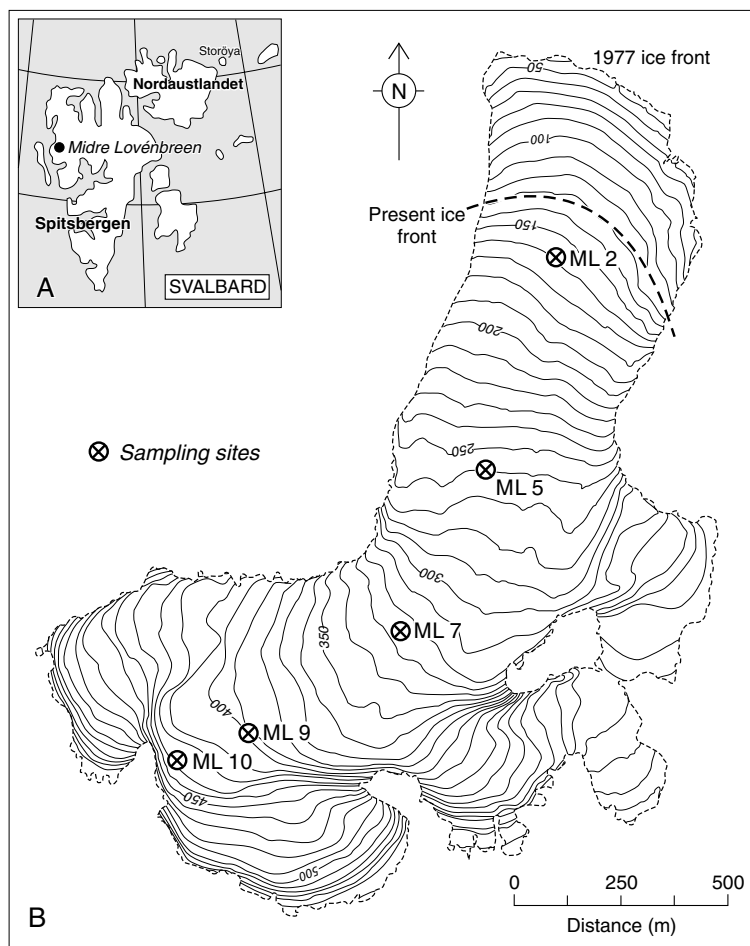 Storöya
Nordaustlandet
Midre Lovénbreen
Spitsbergen
A
SVALBARD
N
1977 ice front
50
100
Present ice
front
150
ML 2
200
Sampling sites
250
ML 5
300
ML 7
350
400
ML 9
ML 10
450
500
0 250 500
Distance (m)
B